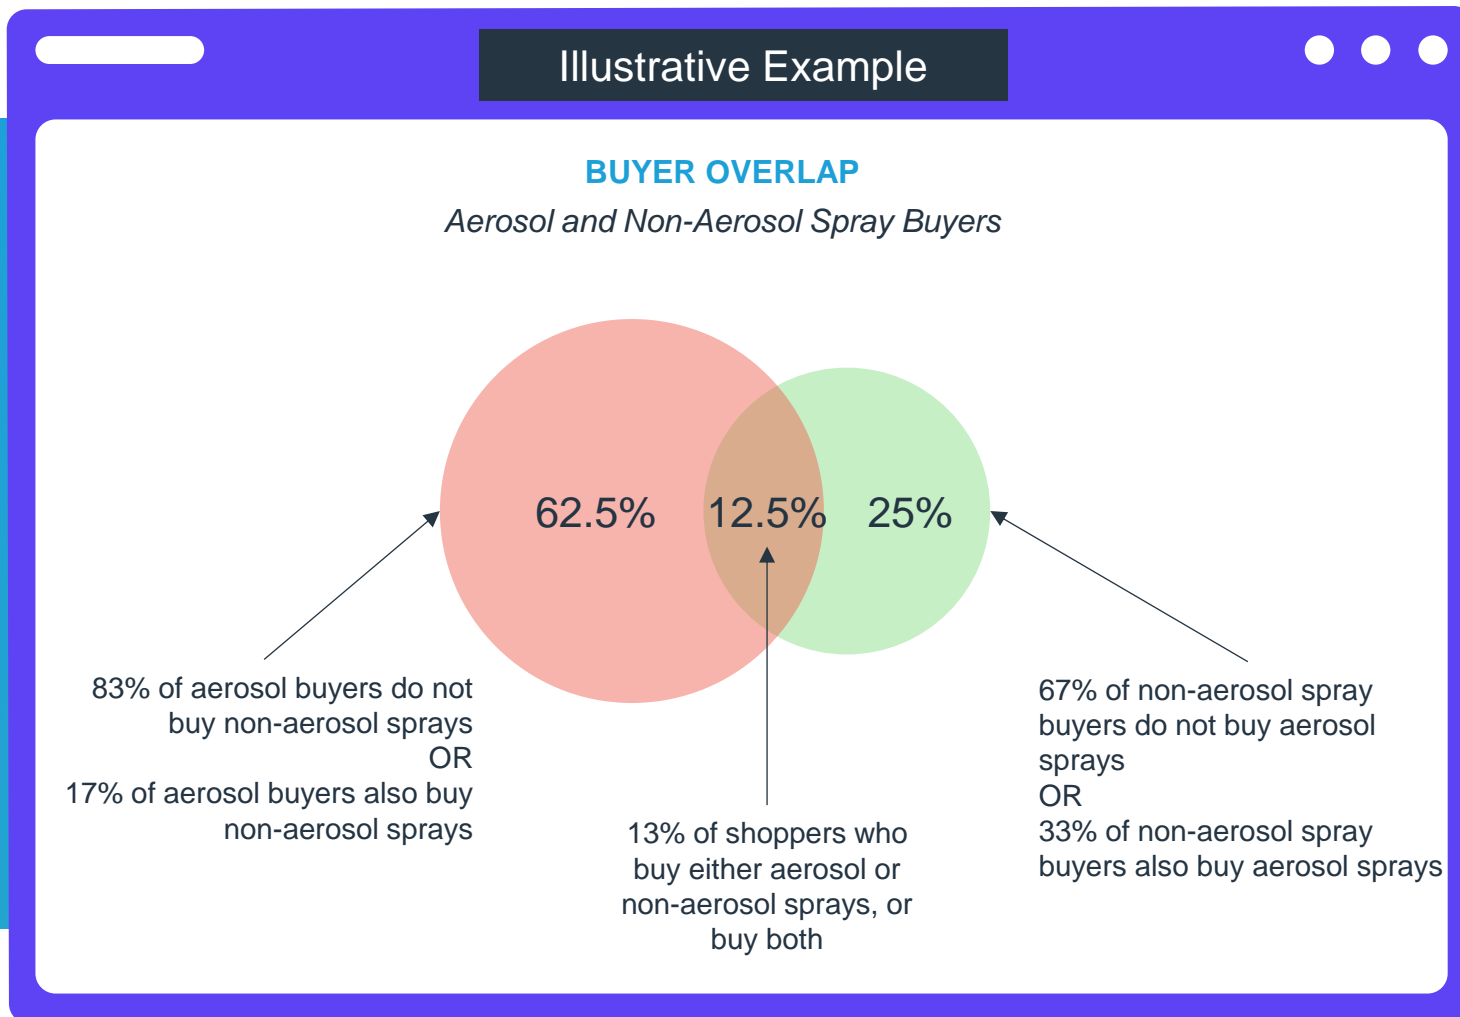 Illustrative Example
BUYER OVERLAP
Aerosol and Non-Aerosol Spray Buyers
62.5%
12.5%
25%
83% of aerosol buyers do not
buy non-aerosol sprays
OR
17% of aerosol buyers also buy
non-aerosol sprays
13% of shoppers who
buy either aerosol or
non-aerosol sprays, or
buy both
67% of non-aerosol spray
buyers do not buy aerosol
sprays
OR
33% of non-aerosol spray
buyers also buy aerosol sprays